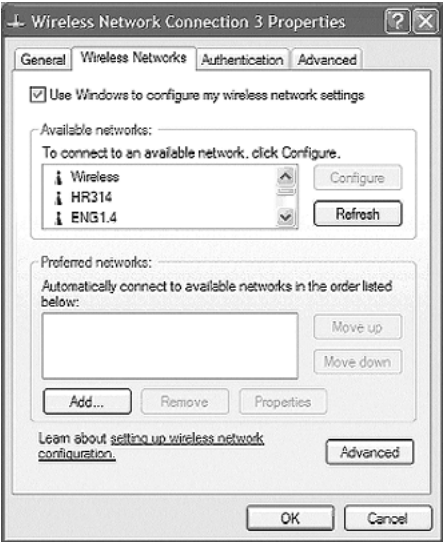 Wireless Network Connection 3 Properties
General Wireless Networks Authentication Advanced
Use Windows to configure my wireless network settings
Available networks:
To connect to an available network, click Configure.
Wireless
HR314
ENG1.4
Configure
Refresh
Preferred networks:
Automatically connect to available networks in the order listed
below:
Move up
Move down
Add... Remove Properties
Learn about setting up wireless network
configuration.
Advanced
OK Cancel